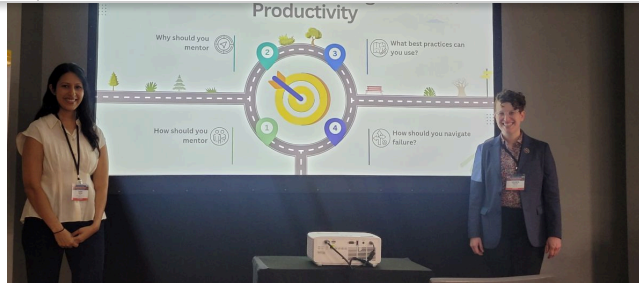 Productivity
Why should you
mentor
2
3
What best practices can
you use?
How should you
mentor
1
4
How should you navigate
failure?